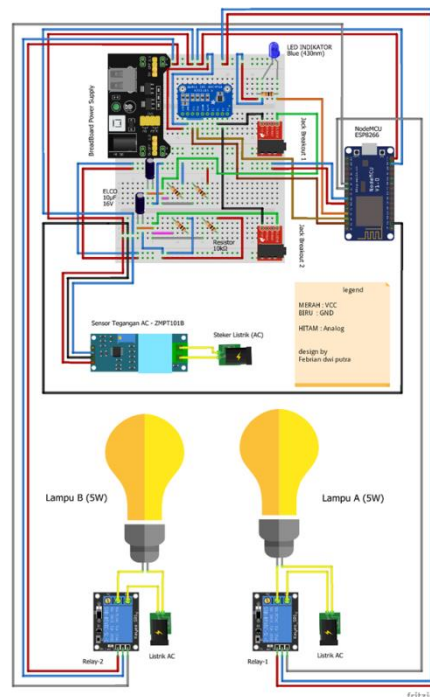 LED INDIKATOR
Blue (430nm)
BreadBoard Power Supply
NodeMCU
ESP8266
Jack Breakout 1
ELCO
10μF
16V
Resistor
10kΩ
Jack Breakout 2
legend
MERAH : VCC
BIRU : GND
HITAM : Analog
design by
Febrian dwi putra
Sensor Tegangan AC - ZMPT101B
Steker Listrik (AC)
Lampu B (5W)
Lampu A (5W)
Listrik AC
Relay-2
Listrik AC
Relay-1